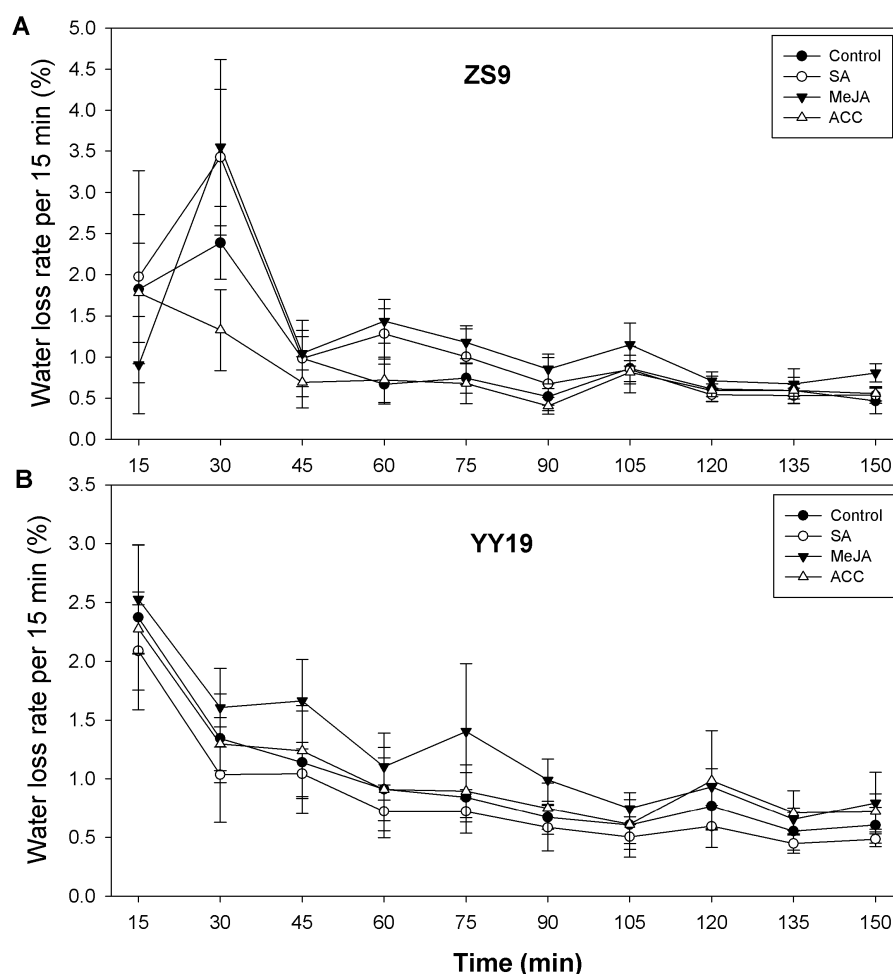 A
Water loss rate per 15 min (%)
5.0
4.5
4.0
3.5
3.0
2.5
2.0
1.5
1.0
0.5
0.0
ZS9
Control
SA
MeJA
ACC
15 30 45 60 75 90 105 120 135 150
B
Water loss rate per 15 min (%)
3.5
3.0
2.5
2.0
1.5
1.0
0.5
0.0
YY19
Control
SA
MeJA
ACC
15 30 45 60 75 90 105 120 135 150
Time (min)